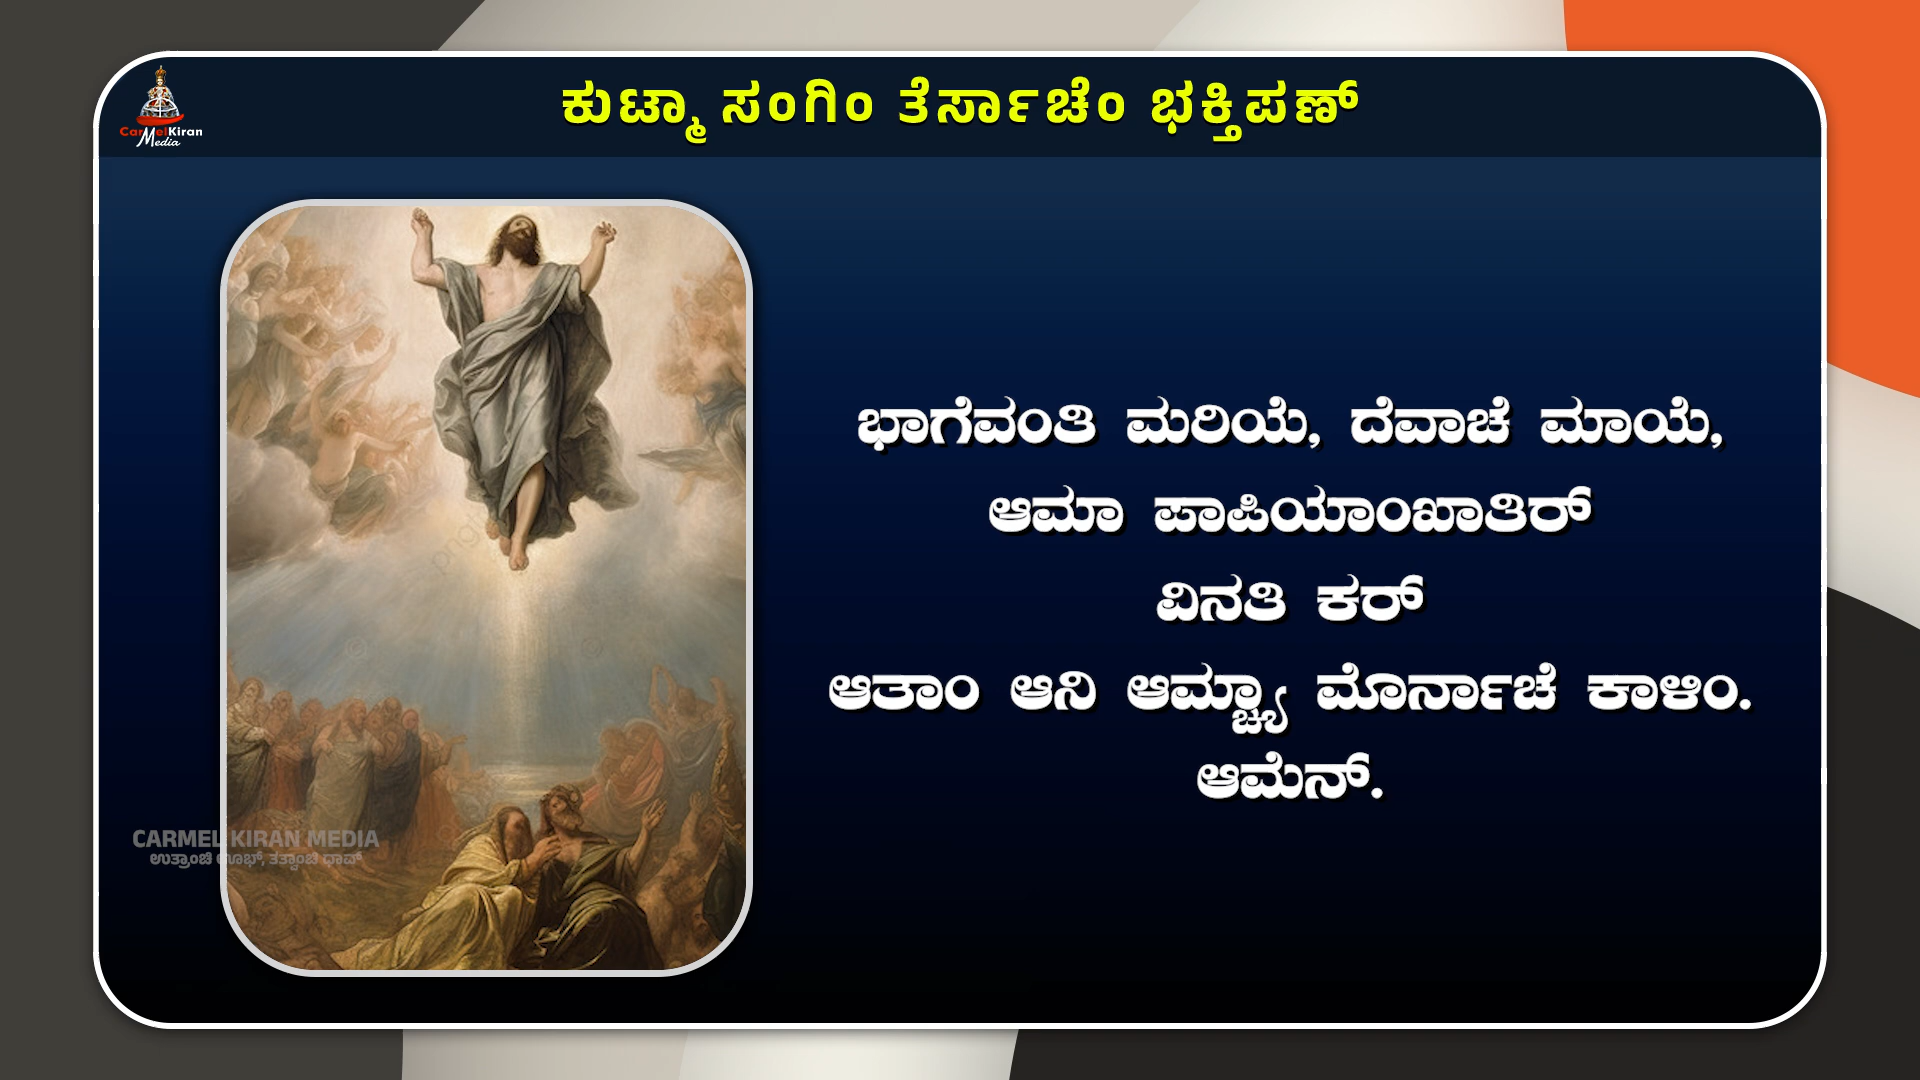 CarmelKiran
Media
ಕುಟ್ಮಾ ಸಂಗಿಂ ತೆರ್ಸಾಚೆಂ ಭಕ್ತಿಪಣ್
ಭಾಗೆವಂತಿ ಮರಿಯೆ, ದೆವಾಚೆ ಮಾಯೆ,
ಆಮಾ ಪಾಪಿಯಾಂಖಾತಿರ್
ವಿನತಿ ಕರ್
ಆತಾಂ ಆನಿ ಆಮ್ಚ್ಯಾ ಮೊರ್ನಾಚೆ ಕಾಳಿಂ.
ಆಮೆನ್.
CARMEL KIRAN MEDIA